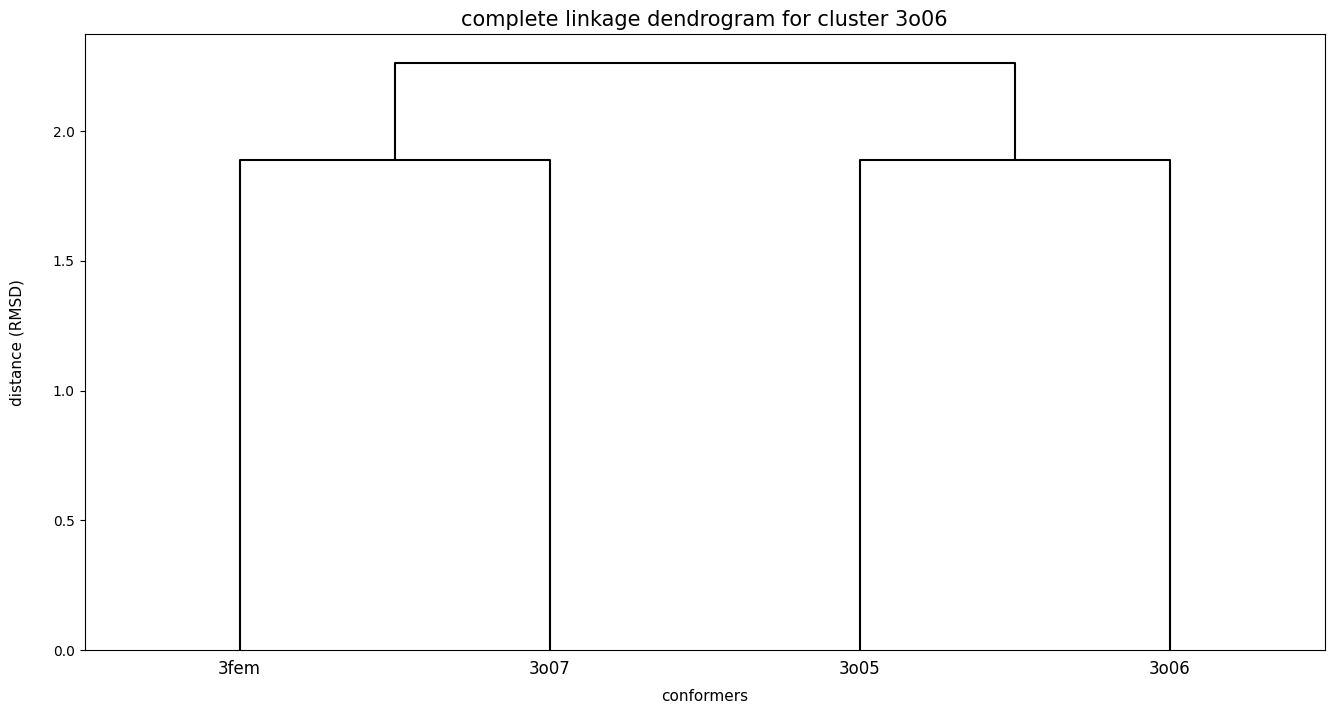 complete linkage dendrogram for cluster 3o06
distance (RMSD)
2.0
1.5
1.0
0.5
0.0
3fem 3o07 3o05 3o06
conformers